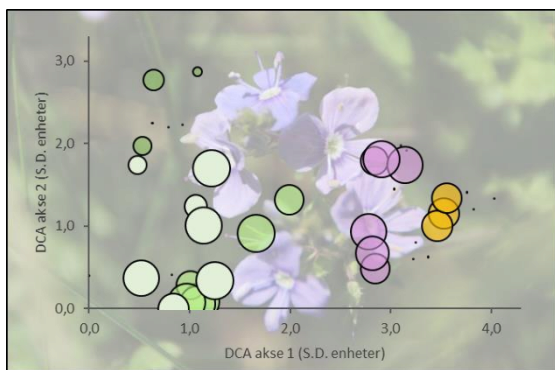 3,0
2,0
1,0
0,0
DCA akse 2 (S.D. enheter)
0,0 1,0 2,0 3,0 4,0
DCA akse 1 (S.D. enheter)